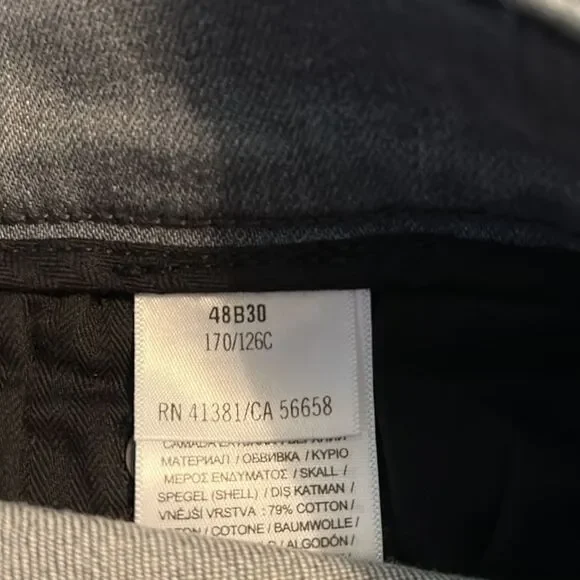 48B30
170/126C
RN 41381/CA 56658
МАТЕРИАЛ / ОБВИВКА / ΚΥΡΙΟ
ΜΕΡΟΣ ΕΝΔΥΜΑΤΟΣ / SKALL /
SPEGEL (SHELL) / DIŞ KATMAN /
VNĚJŠÍ VRSTVA : 79% COTTON /
/ COTONE / BAUMWOLLE /
/ ALGODÓN /